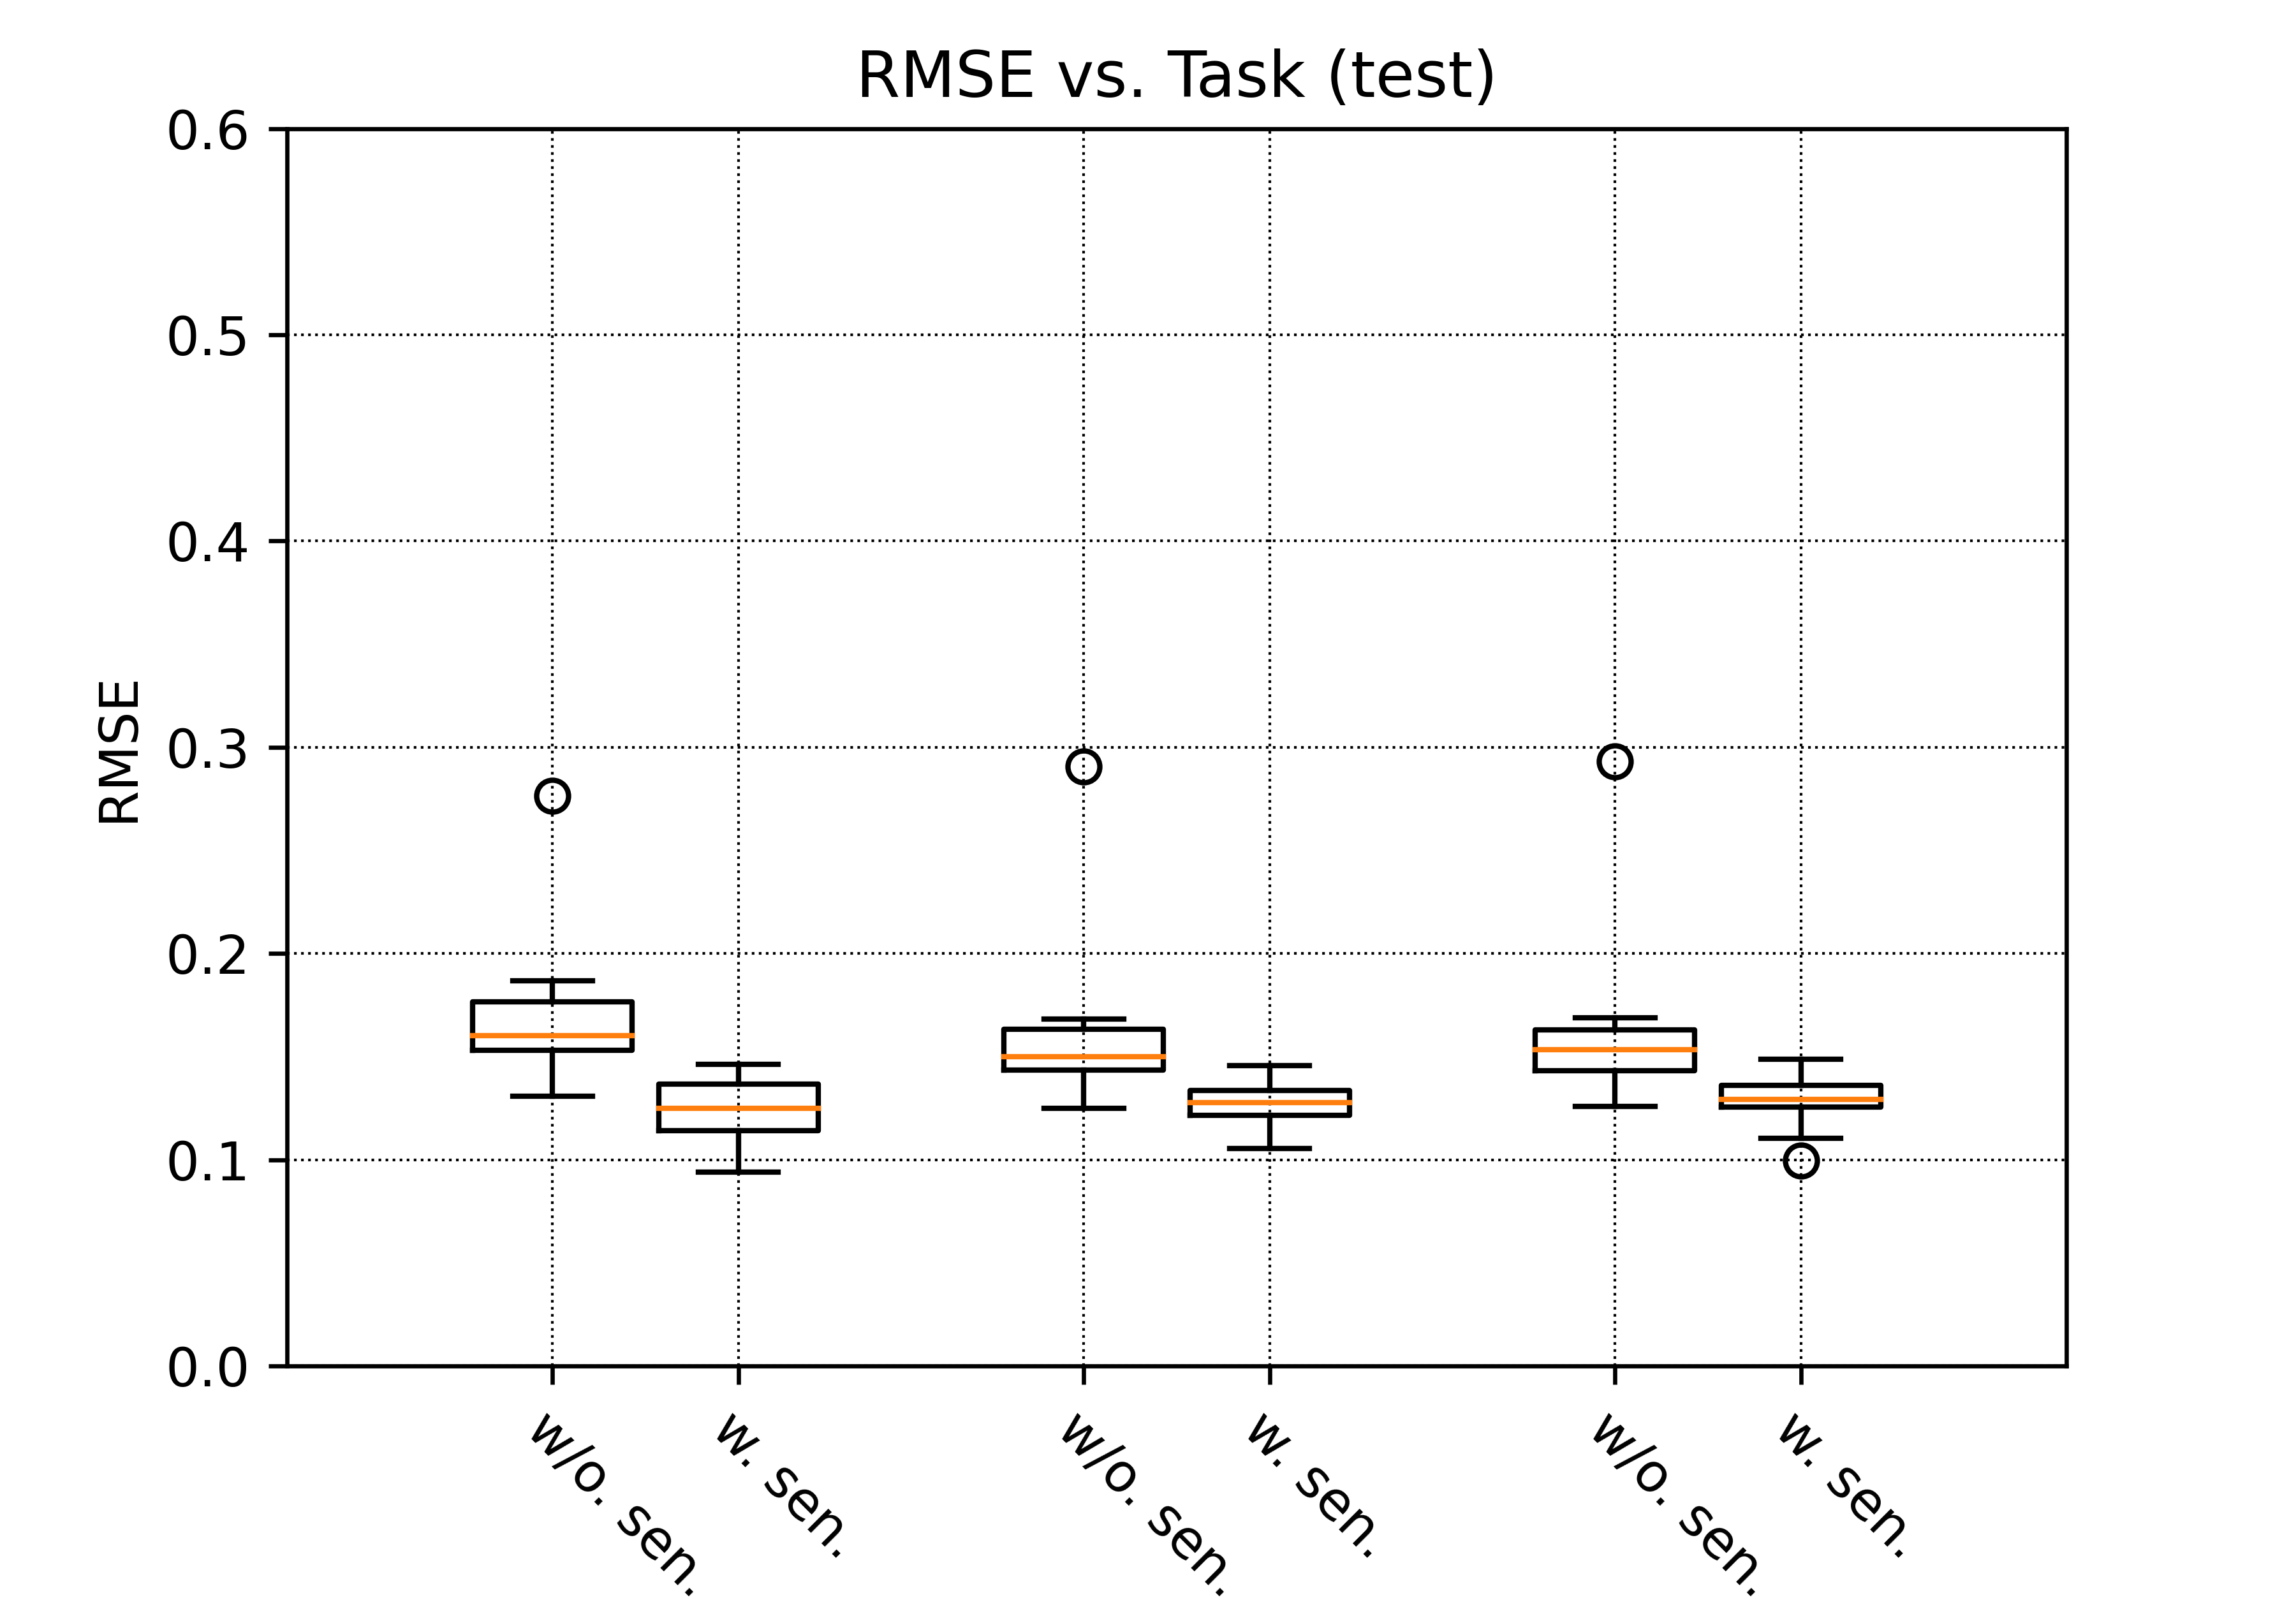 RMSE vs. Task (test)
0.6
0.5
0.4
0.3
0.2
0.1
0.0
RMSE
w/o. sen.
w. sen.
w/o. sen.
w. sen.
w/o. sen.
w. sen.